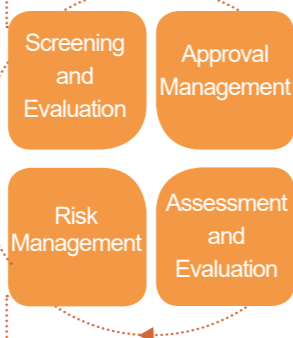 Screening
and
Evaluation
Approval
Management
Risk
Management
Assessment
and
Evaluation